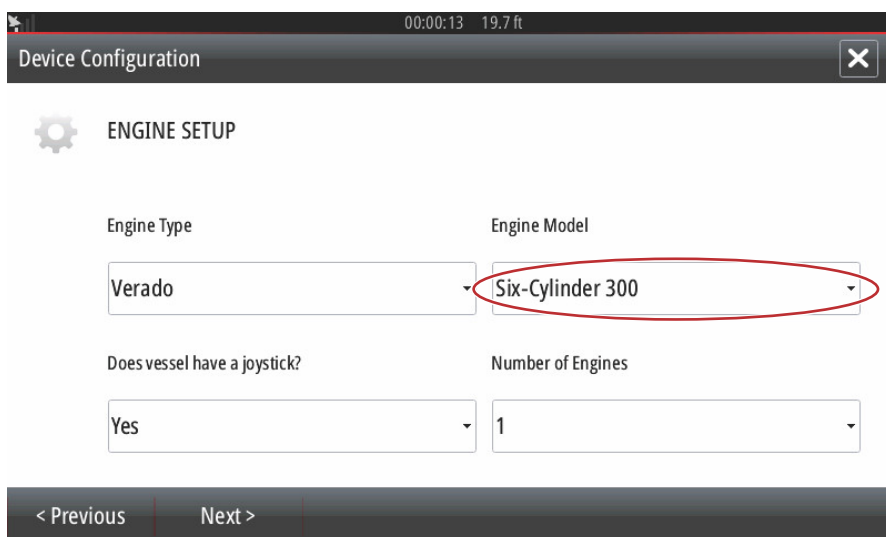 00:00:13 19.7 ft
Device Configuration
ENGINE SETUP
Engine Type Engine Model
Verado Six-Cylinder 300
Does vessel have a joystick? Number of Engines
Yes 1
< Previous Next >